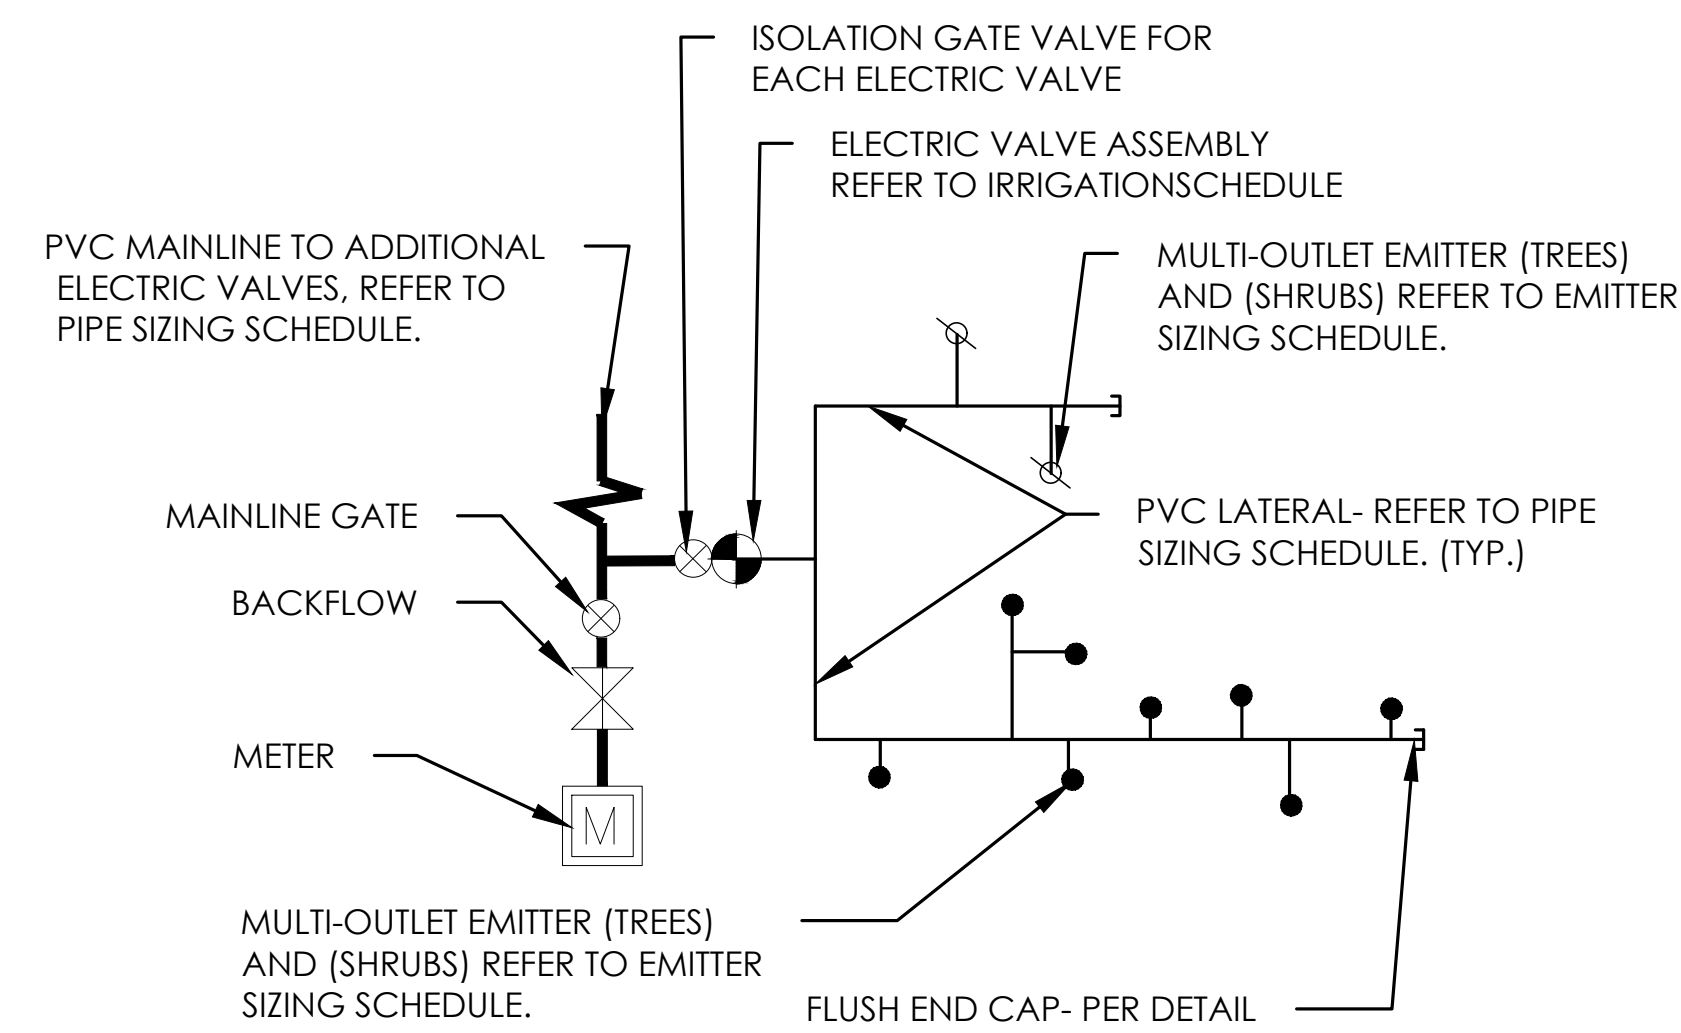 ISOLATION GATE VALVE FOR
EACH ELECTRIC VALVE
ELECTRIC VALVE ASSEMBLY
REFER TO IRRIGATIONSCHEDULE
PVC MAINLINE TO ADDITIONAL
ELECTRIC VALVES, REFER TO
PIPE SIZING SCHEDULE.
MULTI-OUTLET EMITTER (TREES)
AND (SHRUBS) REFER TO EMITTER
SIZING SCHEDULE.
MAINLINE GATE
PVC LATERAL- REFER TO PIPE
SIZING SCHEDULE. (TYP.)
BACKFLOW
METER
M
MULTI-OUTLET EMITTER (TREES)
AND (SHRUBS) REFER TO EMITTER
SIZING SCHEDULE.
FLUSH END CAP- PER DETAIL